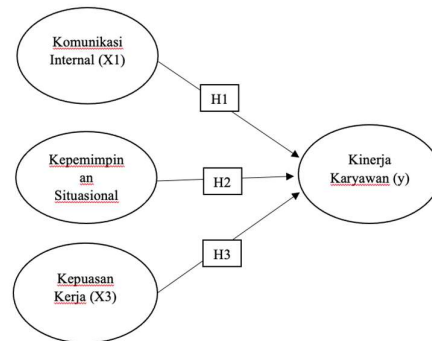 Komunikasi
Internal (X1)
H1
Kepemimpin
an
Situasional
H2
Kinerja
Karyawan (y)
Kepuasan
Kerja (X3)
H3